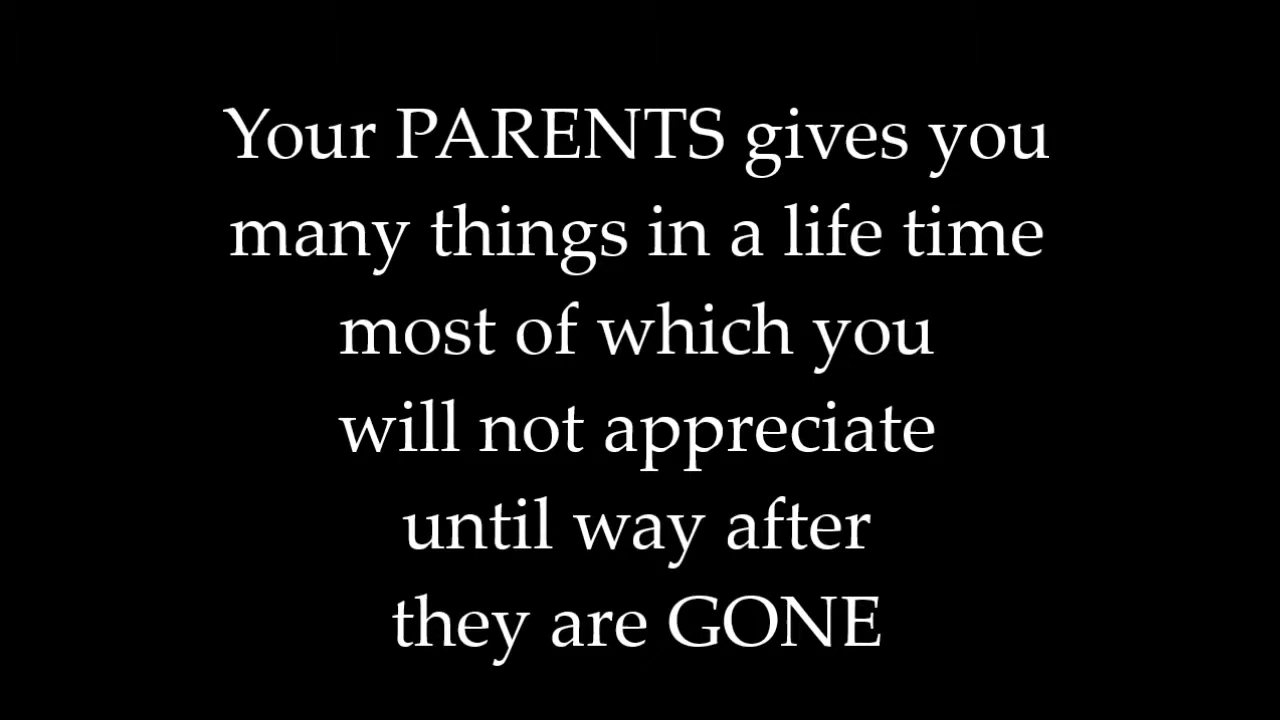 Your PARENTS gives you
many things in a life time
most of which you
will not appreciate
until way after
they are GONE